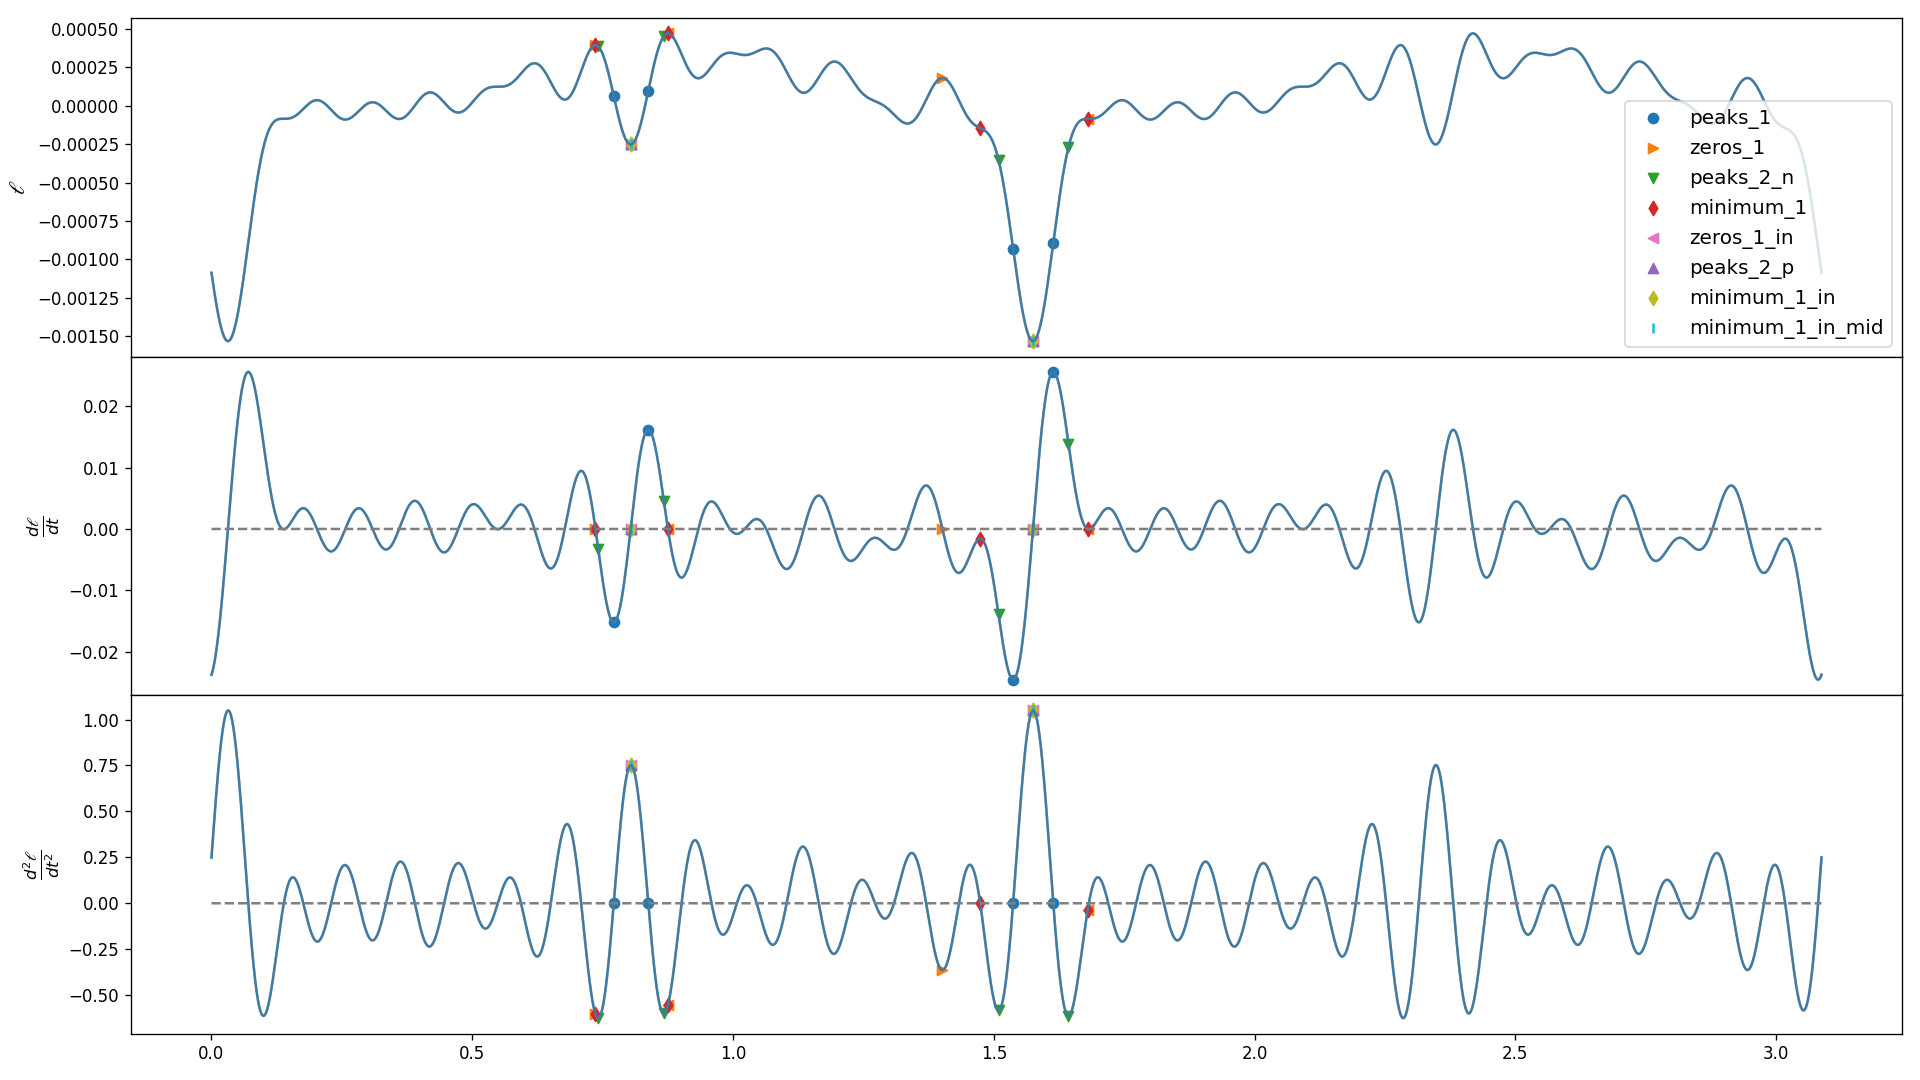 0.00050
0.00025
0.00000
−0.00025
−0.00050
−0.00075
−0.00100
−0.00125
−0.00150
ℓ
peaks_1
zeros_1
peaks_2_n
minimum_1
zeros_1_in
peaks_2_p
minimum_1_in
minimum_1_in_mid
0.02
0.01
0.00
−0.01
−0.02
dℓ
dt
1.00
0.75
0.50
0.25
0.00
−0.25
−0.50
d²ℓ
dt²
0.0 0.5 1.0 1.5 2.0 2.5 3.0